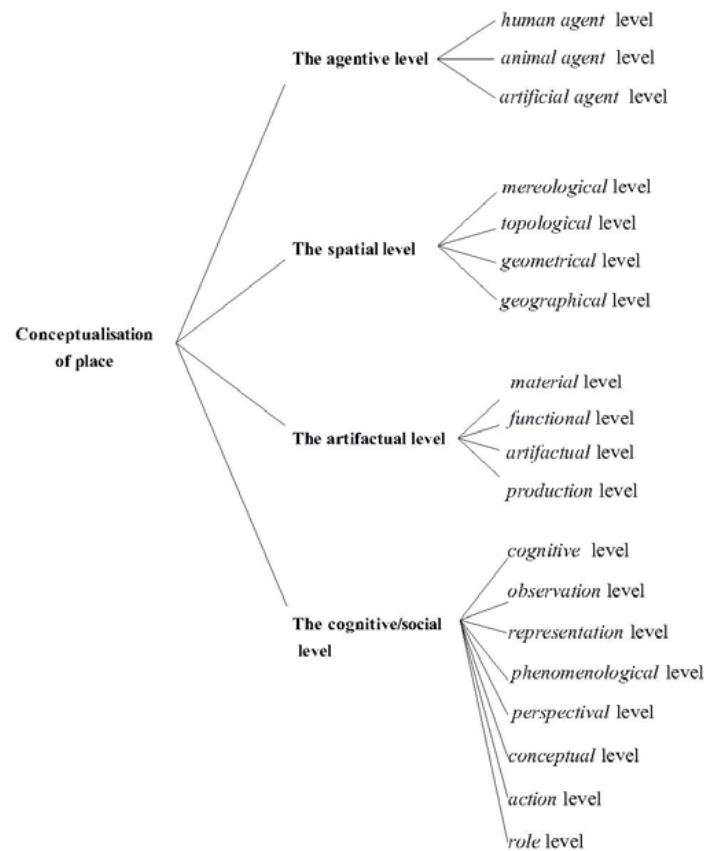 human agent level
The agentive level
animal agent level
artificial agent level
mereological level
topological level
The spatial level
geometrical level
geographical level
Conceptualisation
of place
material level
functional level
The artifactual level
artifactual level
production level
cognitive level
observation level
The cognitive/social
level
representation level
phenomenological level
perspectival level
conceptual level
action level
role level